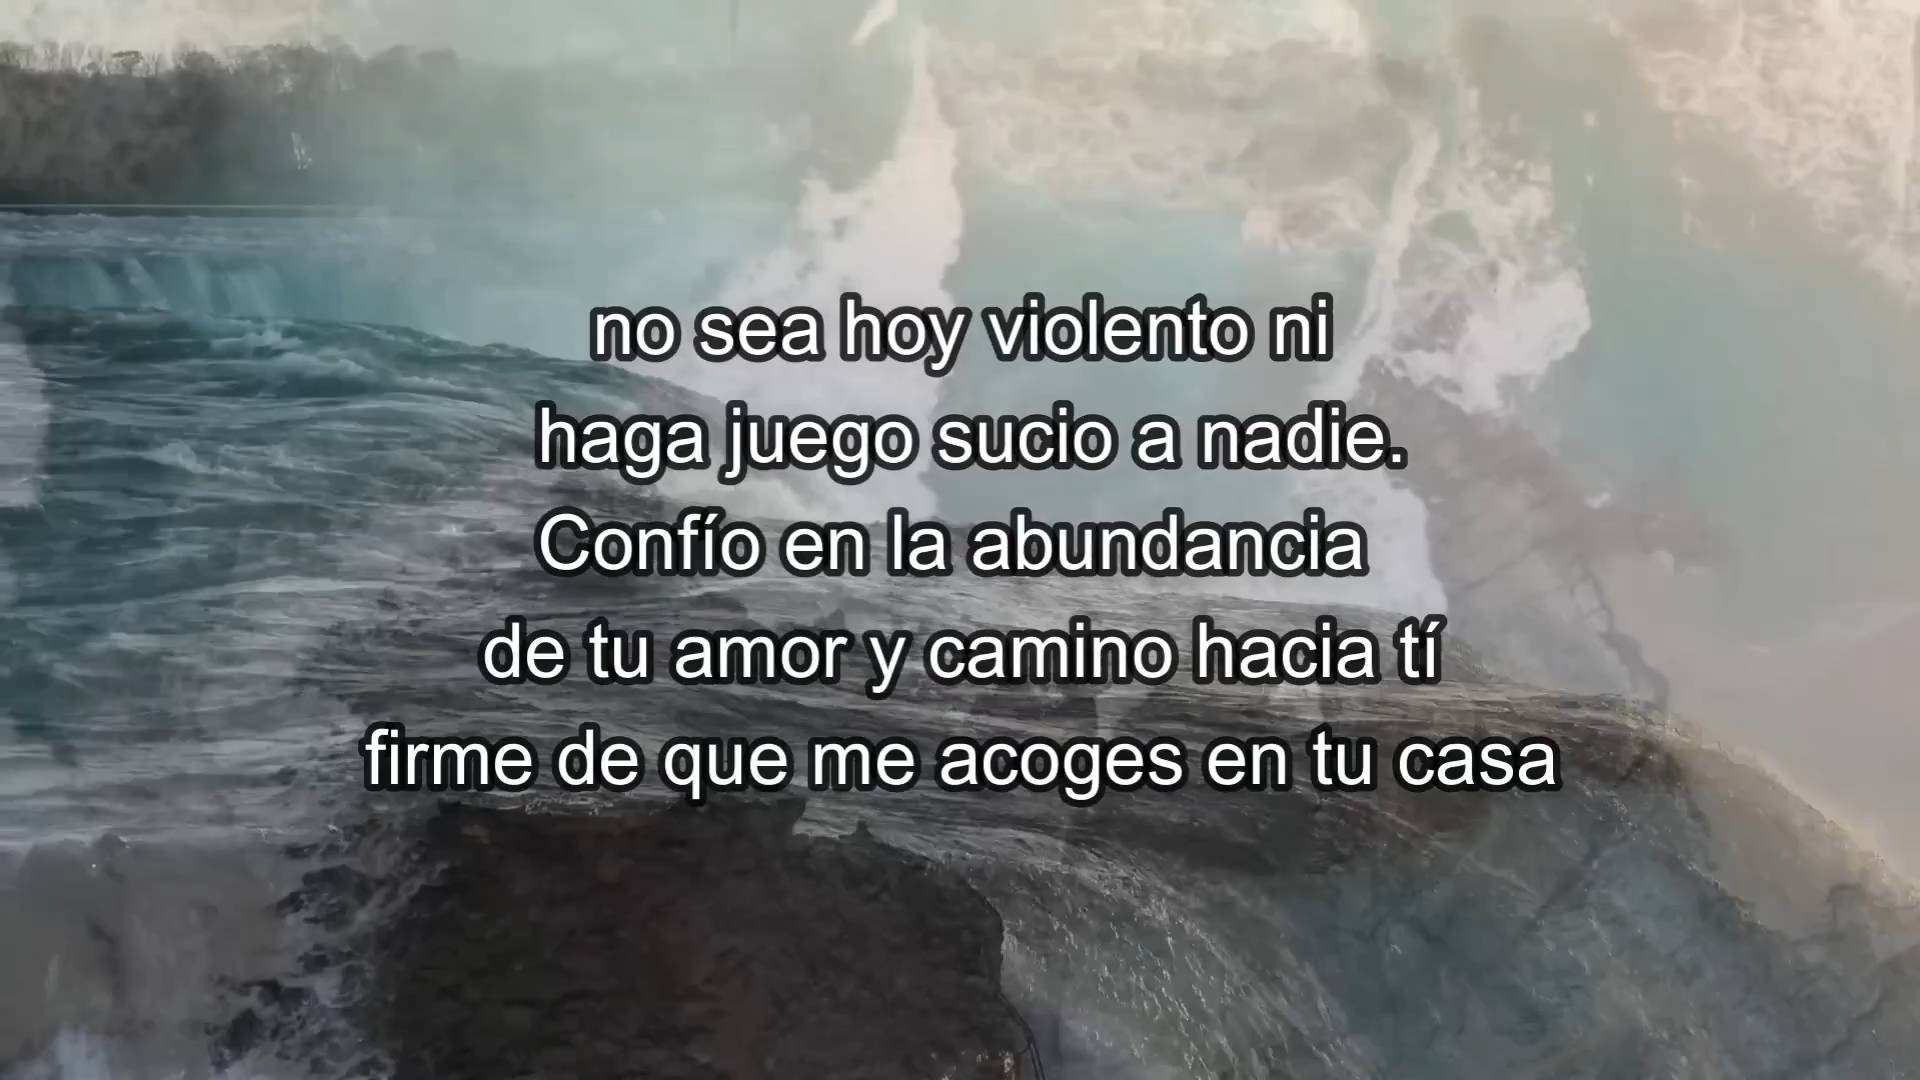 no sea hoy violento ni
haga juego sucio a nadie.
Confío en la abundancia
de tu amor y camino hacia tí
firme de que me acoges en tu casa